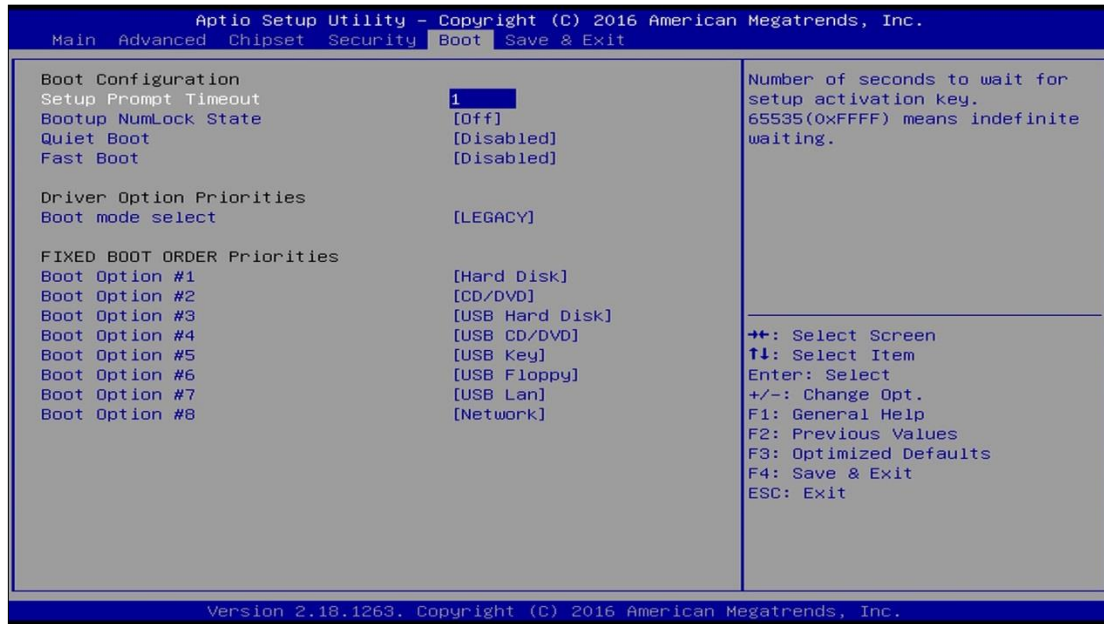 Aptio Setup Utility - Copyright (C) 2016 American Megatrends, Inc.
Main Advanced Chipset Security Boot Save & Exit
Boot Configuration
Setup Prompt Timeout 1
Bootup NumLock State [Off]
Quiet Boot [Disabled]
Fast Boot [Disabled]
Driver Option Priorities
Boot mode select [LEGACY]
FIXED BOOT ORDER Priorities
Boot Option #1 [Hard Disk]
Boot Option #2 [CD/DVD]
Boot Option #3 [USB Hard Disk]
Boot Option #4 [USB CD/DVD]
Boot Option #5 [USB Key]
Boot Option #6 [USB Floppy]
Boot Option #7 [USB Lan]
Boot Option #8 [Network]
Number of seconds to wait for
setup activation key.
65535(0xFFFF) means indefinite
waiting.
→←: Select Screen
↑↓: Select Item
Enter: Select
+/-: Change Opt.
F1: General Help
F2: Previous Values
F3: Optimized Defaults
F4: Save & Exit
ESC: Exit
Version 2.18.1263. Copyright (C) 2016 American Megatrends, Inc.